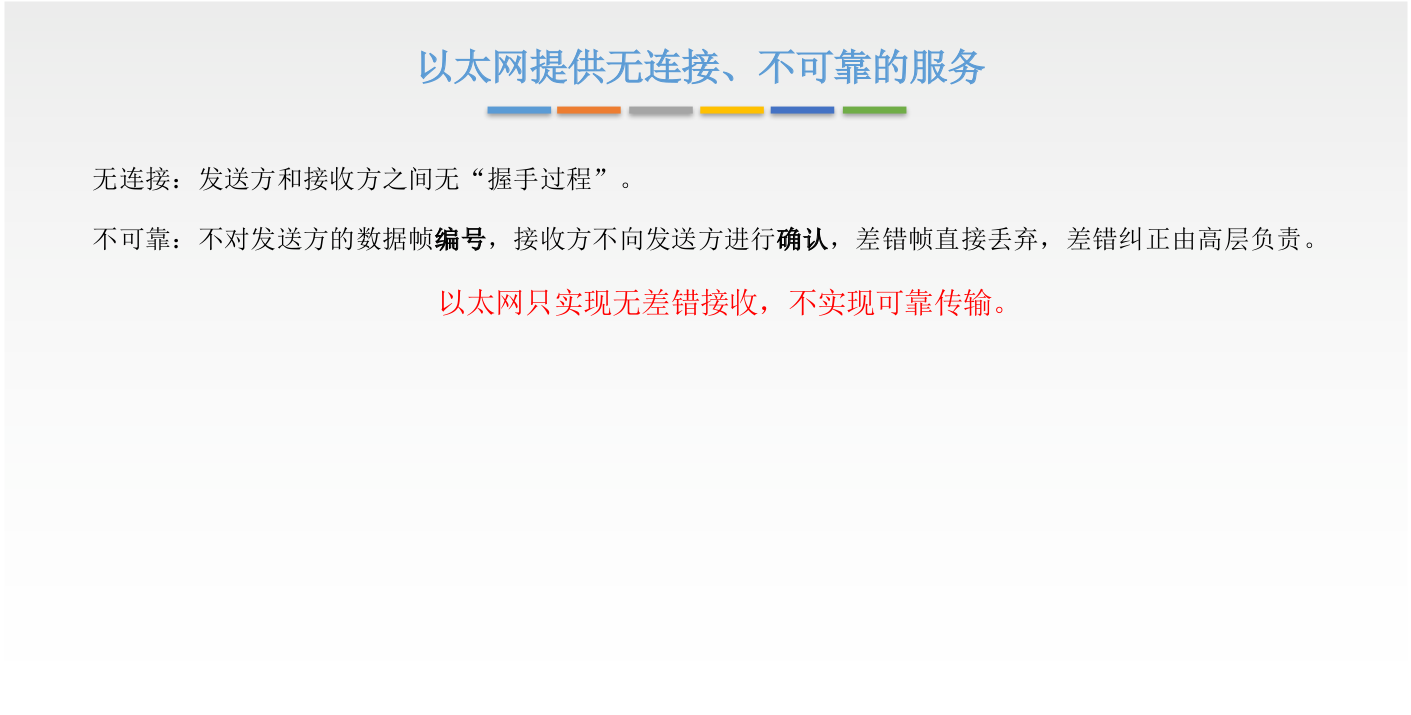 以太网提供无连接、不可靠的服务
无连接：发送方和接收方之间无“握手过程”。
不可靠：不对发送方的数据帧编号，接收方不向发送方进行确认，差错帧直接丢弃，差错纠正由高层负责。
以太网只实现无差错接收，不实现可靠传输。